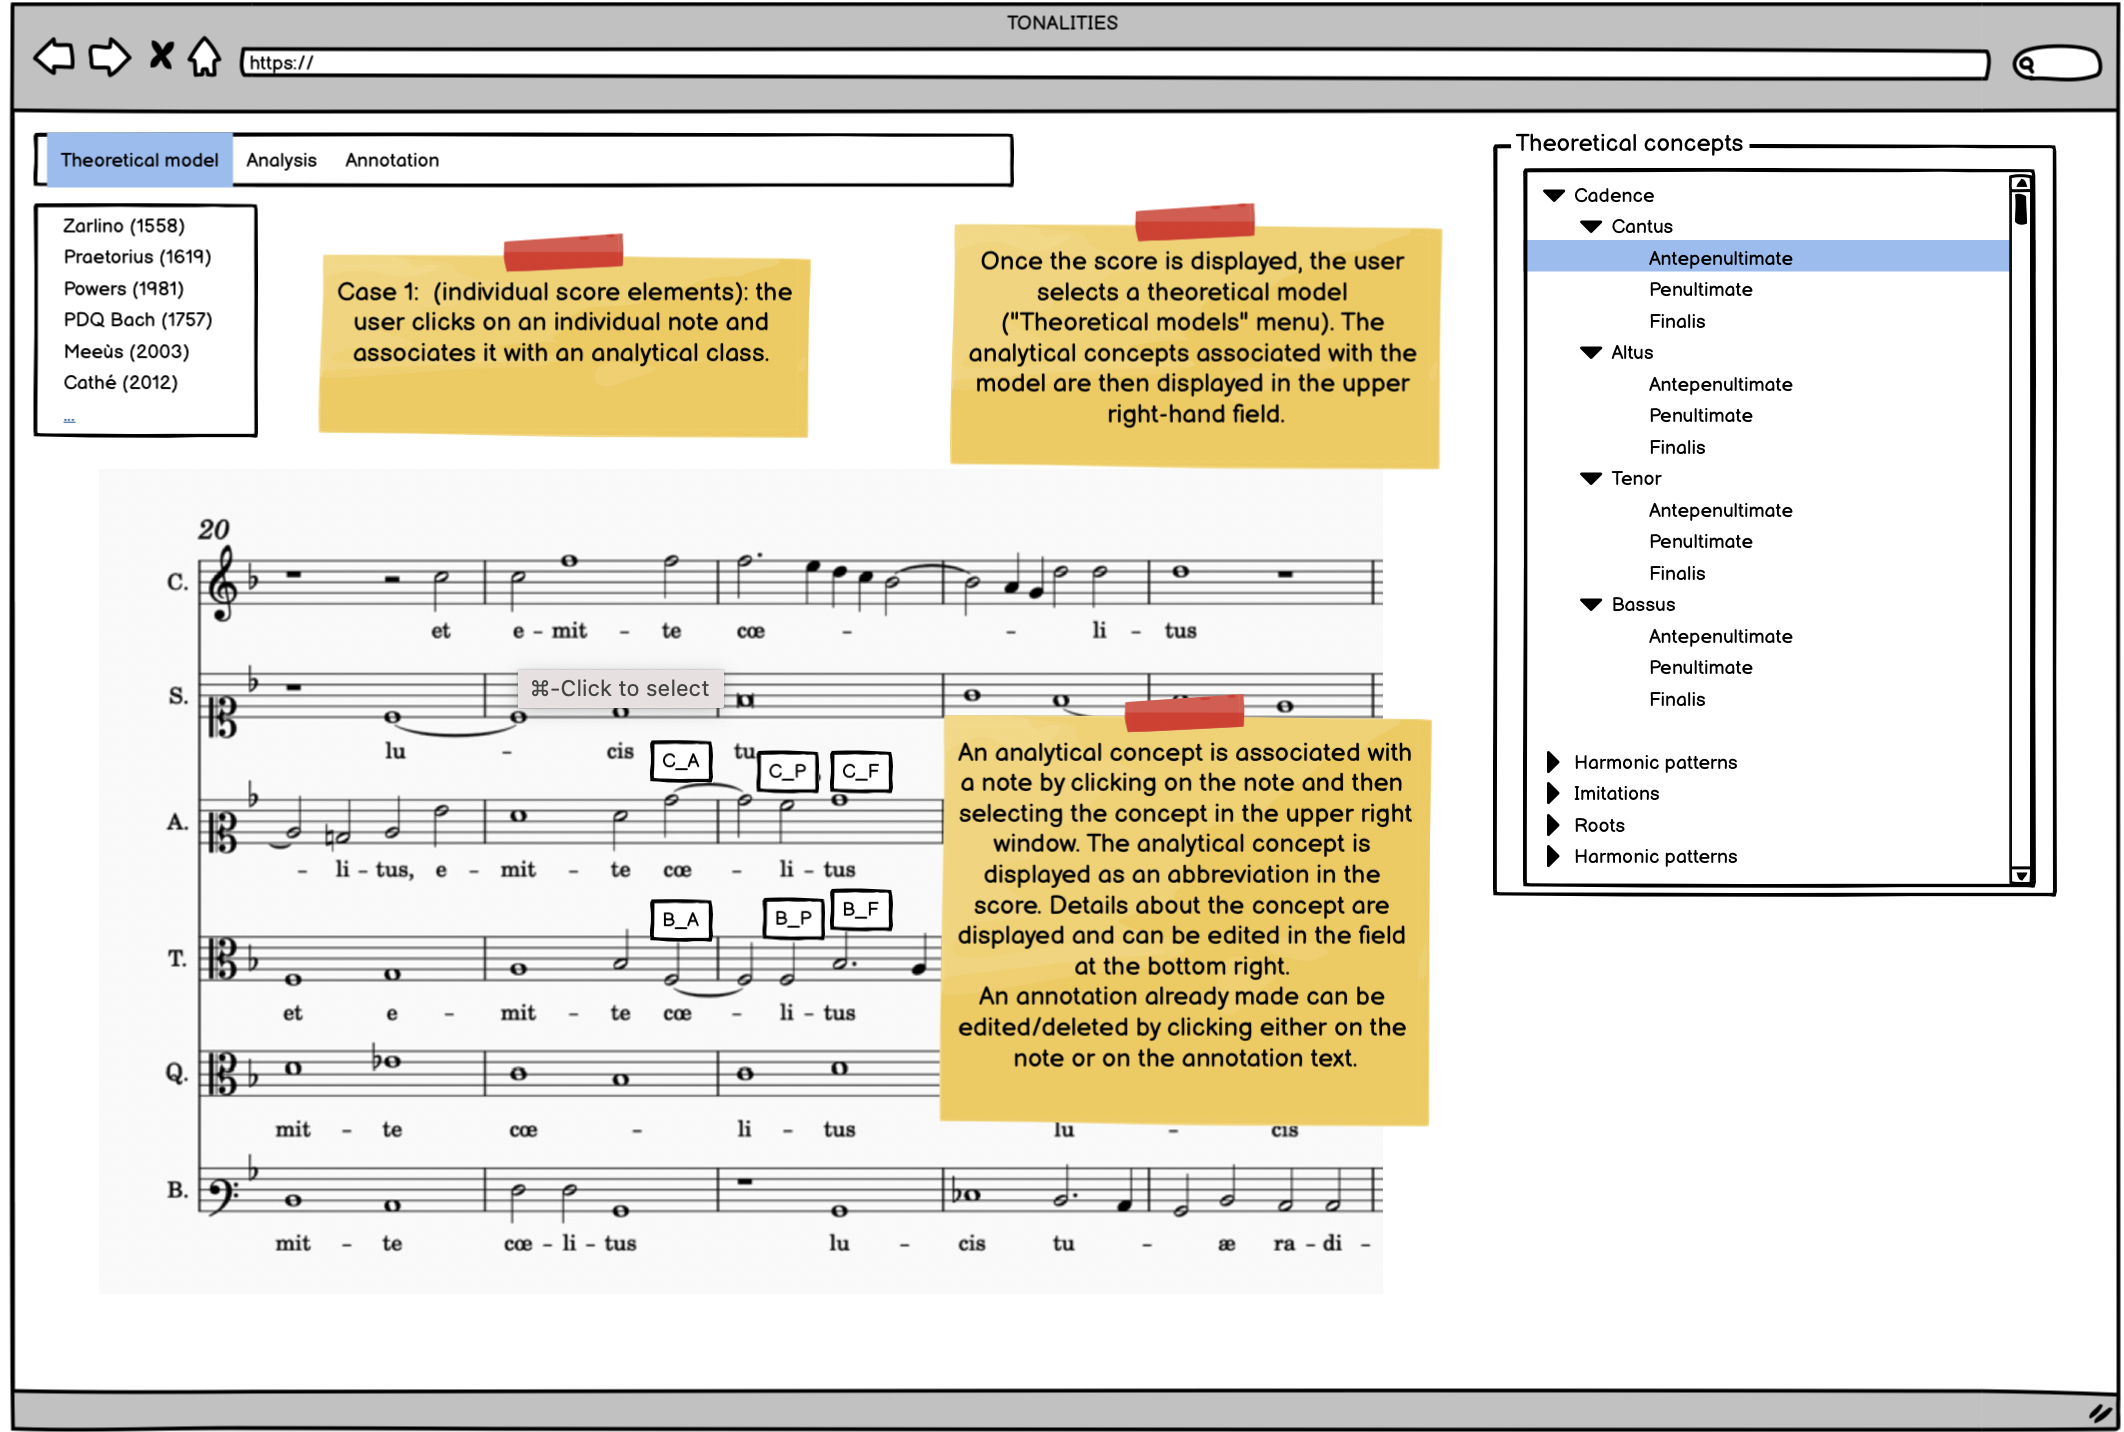 TONALITIES
https://
Theoretical model Analysis Annotation
Zarlino (1558)
Praetorius (1619)
Powers (1981)
PDQ Bach (1757)
Meeùs (2003)
Cathé (2012)
...
Case 1: (individual score elements): the
user clicks on an individual note and
associates it with an analytical class.
Once the score is displayed, the user
selects a theoretical model
("Theoretical models" menu). The
analytical concepts associated with the
model are then displayed in the upper
right-hand field.
Theoretical concepts
Cadence
Cantus
Antepenultimate
Penultimate
Finalis
Altus
Antepenultimate
Penultimate
Finalis
Tenor
Antepenultimate
Penultimate
Finalis
Bassus
Antepenultimate
Penultimate
Finalis
Harmonic patterns
Imitations
Roots
Harmonic patterns
20
C.
et e - mit - te cœ - - li - tus
S.
⌘-Click to select
lu - cis tu
C_A C_P C_F
A.
- li - tus, e - mit - te cœ - li - tus
B_A B_P B_F
T.
et e - mit - te cœ - li - tus
Q.
mit - te cœ - li - tus lu - cis
B.
mit - te cœ - li - tus lu - cis tu - æ ra - di -
An analytical concept is associated with
a note by clicking on the note and then
selecting the concept in the upper right
window. The analytical concept is
displayed as an abbreviation in the
score. Details about the concept are
displayed and can be edited in the field
at the bottom right.
An annotation already made can be
edited/deleted by clicking either on the
note or on the annotation text.